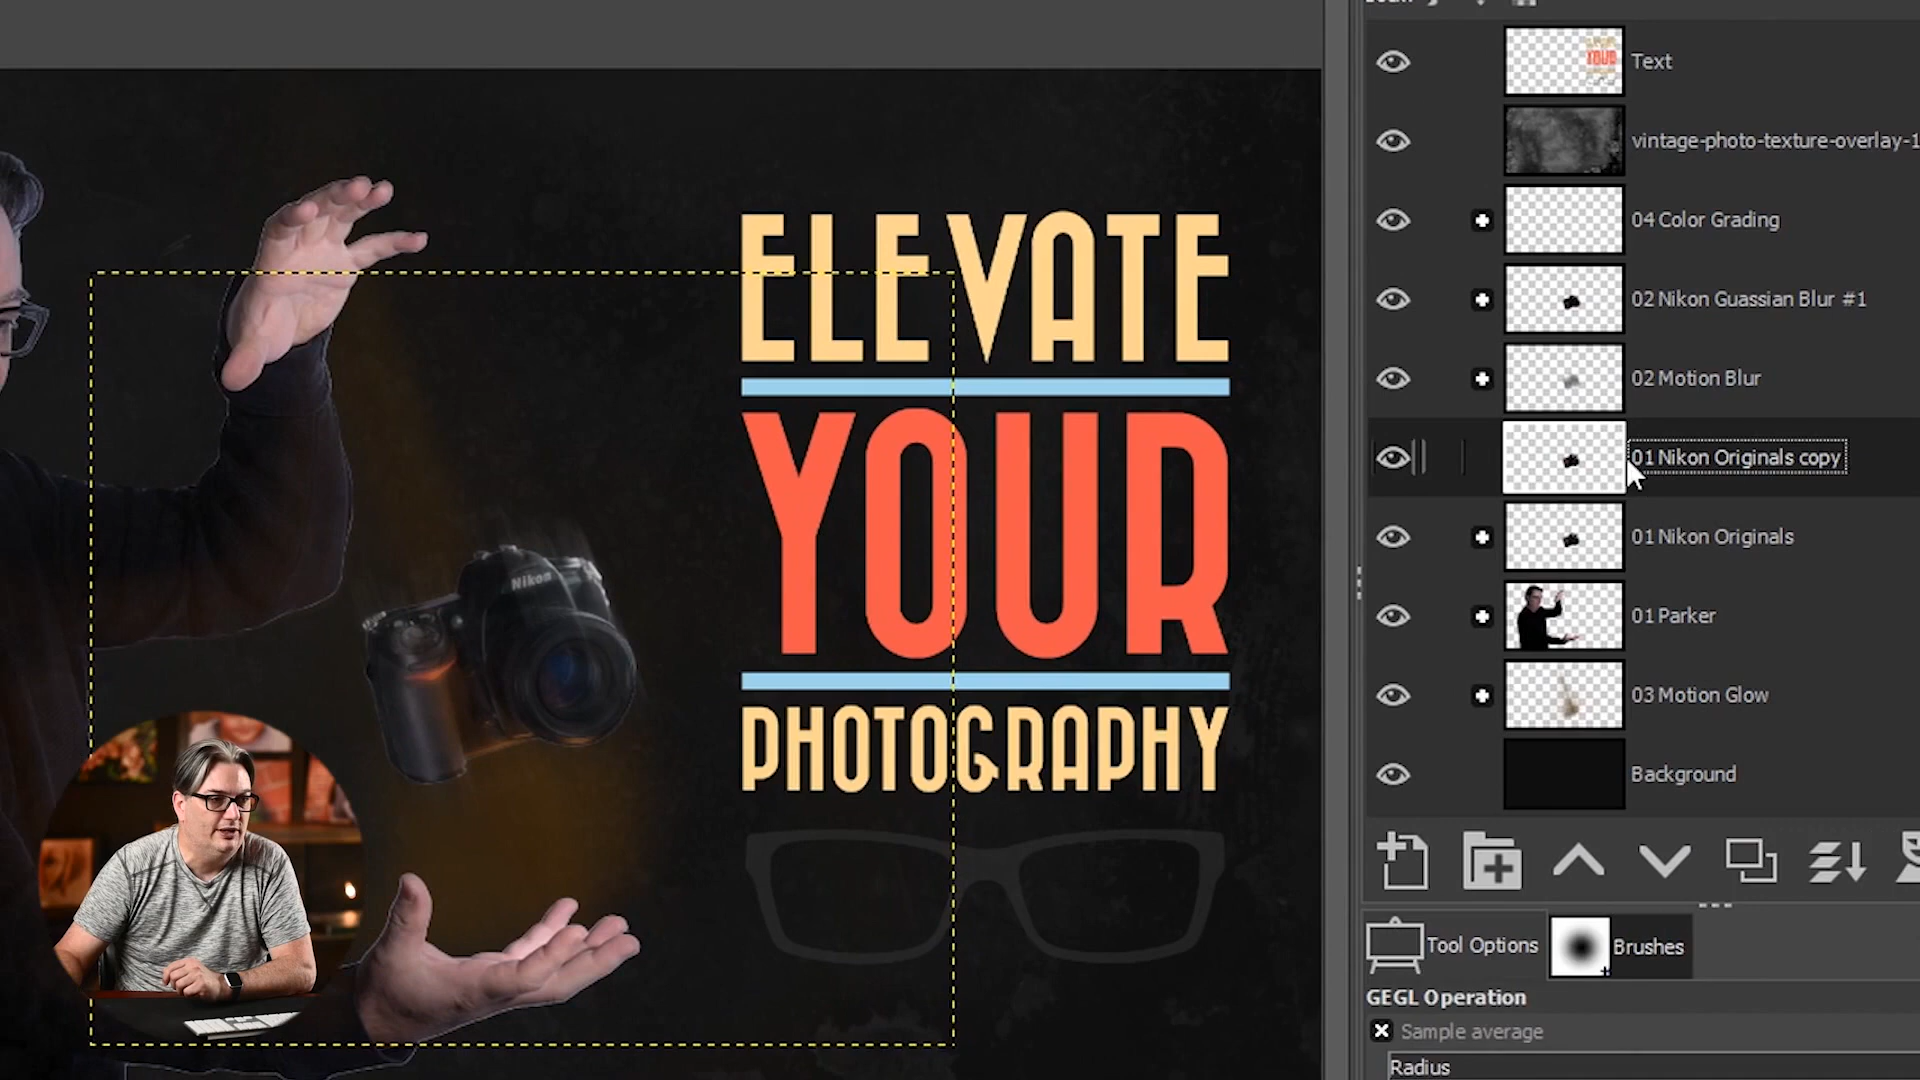 Text
vintage-photo-texture-overlay-1
04 Color Grading
02 Nikon Guassian Blur #1
02 Motion Blur
01 Nikon Originals copy
01 Nikon Originals
01 Parker
03 Motion Glow
Background
ELEVATE
YOUR
PHOTOGRAPHY
Nikon
YOUR
Tool Options
Brushes
GEGL Operation
Sample average
Radius